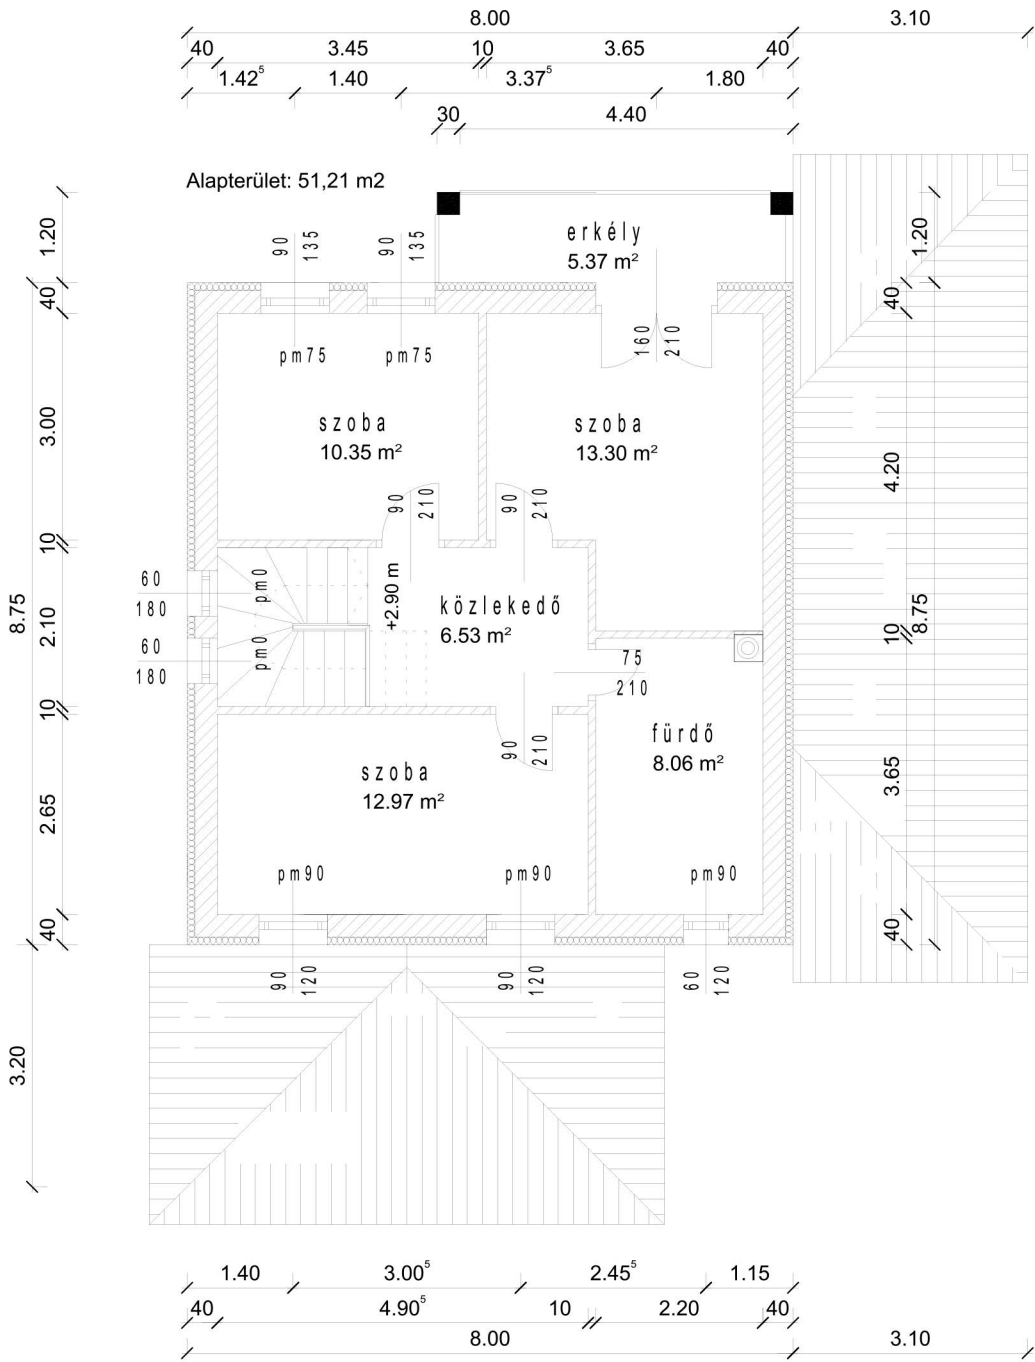 8.00 3.10
40 3.45 10 3.65 40
1.42⁵ 1.40 3.37⁵ 1.80
30 4.40
Alapterület: 51,21 m2
1.20
40
3.00
10
2.10
10
2.65
40
8.75
3.20
90
135
90
135
erkély
5.37 m²
1.20
40
4.20
10
8.75
3.65
40
pm75
pm75
160
210
szoba
10.35 m²
szoba
13.30 m²
90
210
90
210
60
180
pm0
60
180
pm0
+2.90 m
közlekedő
6.53 m²
75
210
90
210
szoba
12.97 m²
fürdő
8.06 m²
pm90
pm90
pm90
90
120
90
120
60
120
1.40 3.00⁵ 2.45⁵ 1.15
40 4.90⁵ 10 2.20 40
8.00 3.10